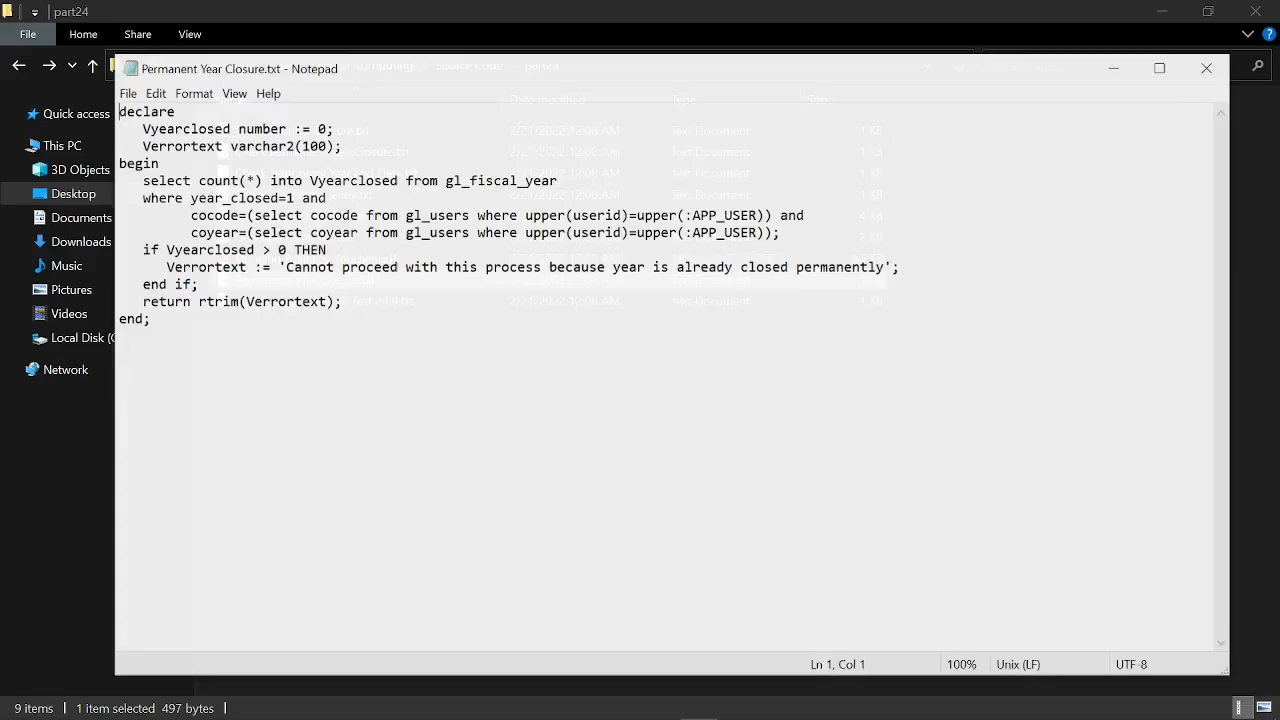 part24
File
Home
Share
View
Permanent Year Closure.txt - Notepad
File
Edit
Format
View
Help
declare
Vyearclosed number := 0;
Verrortext varchar2(100);
begin
select count(*) into Vyearclosed from gl_fiscal_year
where year_closed=1 and
cocode=(select cocode from gl_users where upper(userid)=upper(:APP_USER)) and
coyear=(select coyear from gl_users where upper(userid)=upper(:APP_USER));
if Vyearclosed > 0 THEN
Verrortext := 'Cannot proceed with this process because year is already closed permanently';
end if;
return rtrim(Verrortext);
end;
Quick access
This PC
3D Objects
Desktop
Documents
Downloads
Music
Pictures
Videos
Local Disk (
Network
Date modified
Type
Size
Ln 1, Col 1
100%
Unix (LF)
UTF-8
9 items
1 item selected
497 bytes